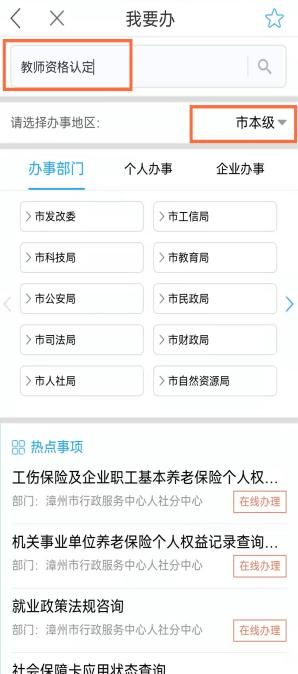 我要办
教师资格认定
请选择办事地区：
市本级
办事部门 个人办事 企业办事
市发改委 市工信局
市科技局 市教育局
市公安局 市民政局
市司法局 市财政局
市人社局 市自然资源局
热点事项
工伤保险及企业职工基本养老保险个人权...
部门：漳州市行政服务中心人社分中心
在线办理
机关事业单位养老保险个人权益记录查询...
部门：漳州市行政服务中心人社分中心
在线办理
就业政策法规咨询
部门：漳州市行政服务中心人社分中心
在线办理
社会保障卡应用状态查询